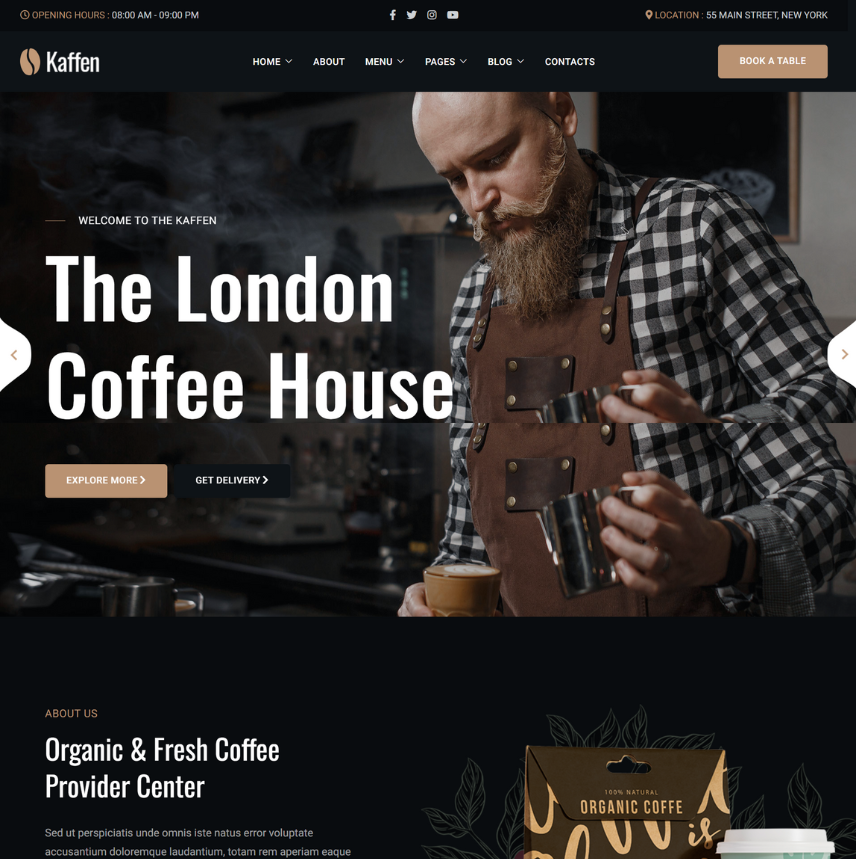 OPENING HOURS : 08:00 AM - 09:00 PM
LOCATION : 55 MAIN STREET, NEW YORK
Kaffen
HOME ABOUT MENU PAGES BLOG CONTACTS
BOOK A TABLE
WELCOME TO THE KAFFEN
The London
Coffee House
EXPLORE MORE
GET DELIVERY
ABOUT US
Organic & Fresh Coffee
Provider Center
Sed ut perspiciatis unde omnis iste natus error voluptate
accusantium doloremque laudantium, totam rem aperiam eaque
100% NATURAL
ORGANIC COFFE
is